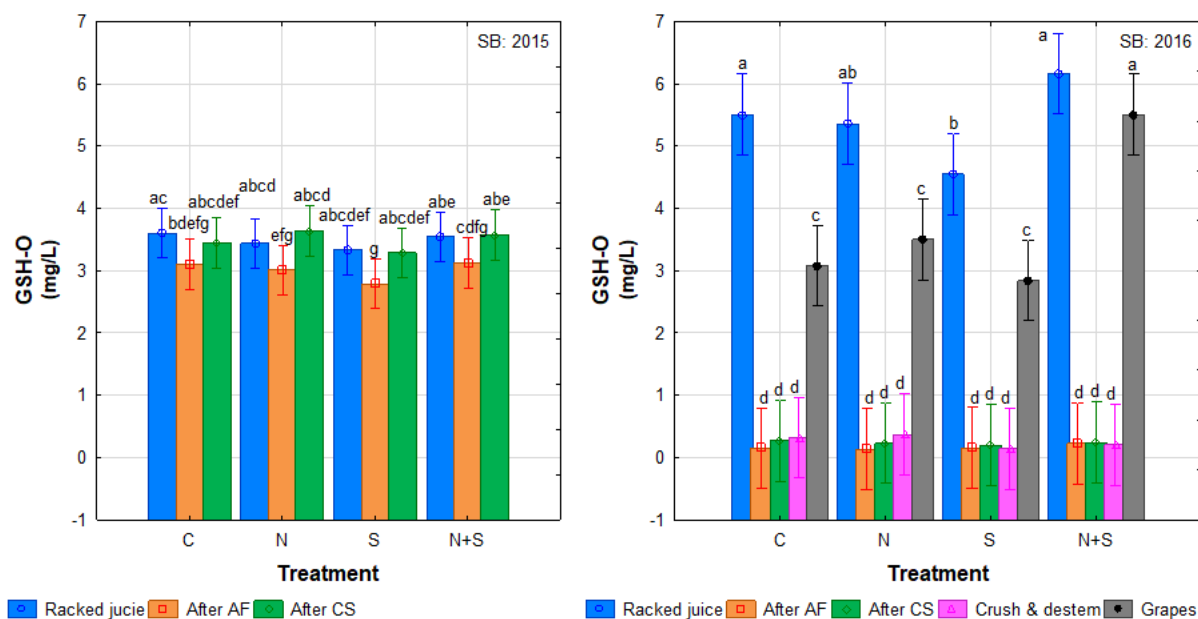 SB: 2015
GSH-O
(mg/L)
7
6
5
4
3
2
1
0
-1
ac
bdefg
abcdef
abcd
efg
abcd
abcdef
g
abcdef
abe
cdfg
abe
C
N
S
N+S
Treatment
Racked jucie
After AF
After CS
SB: 2016
GSH-O
(mg/L)
7
6
5
4
3
2
1
0
-1
a
d
d
d
c
ab
d
d
d
c
b
d
d
d
c
a
d
d
d
a
C
N
S
N+S
Treatment
Racked juice
After AF
After CS
Crush & destem
Grapes